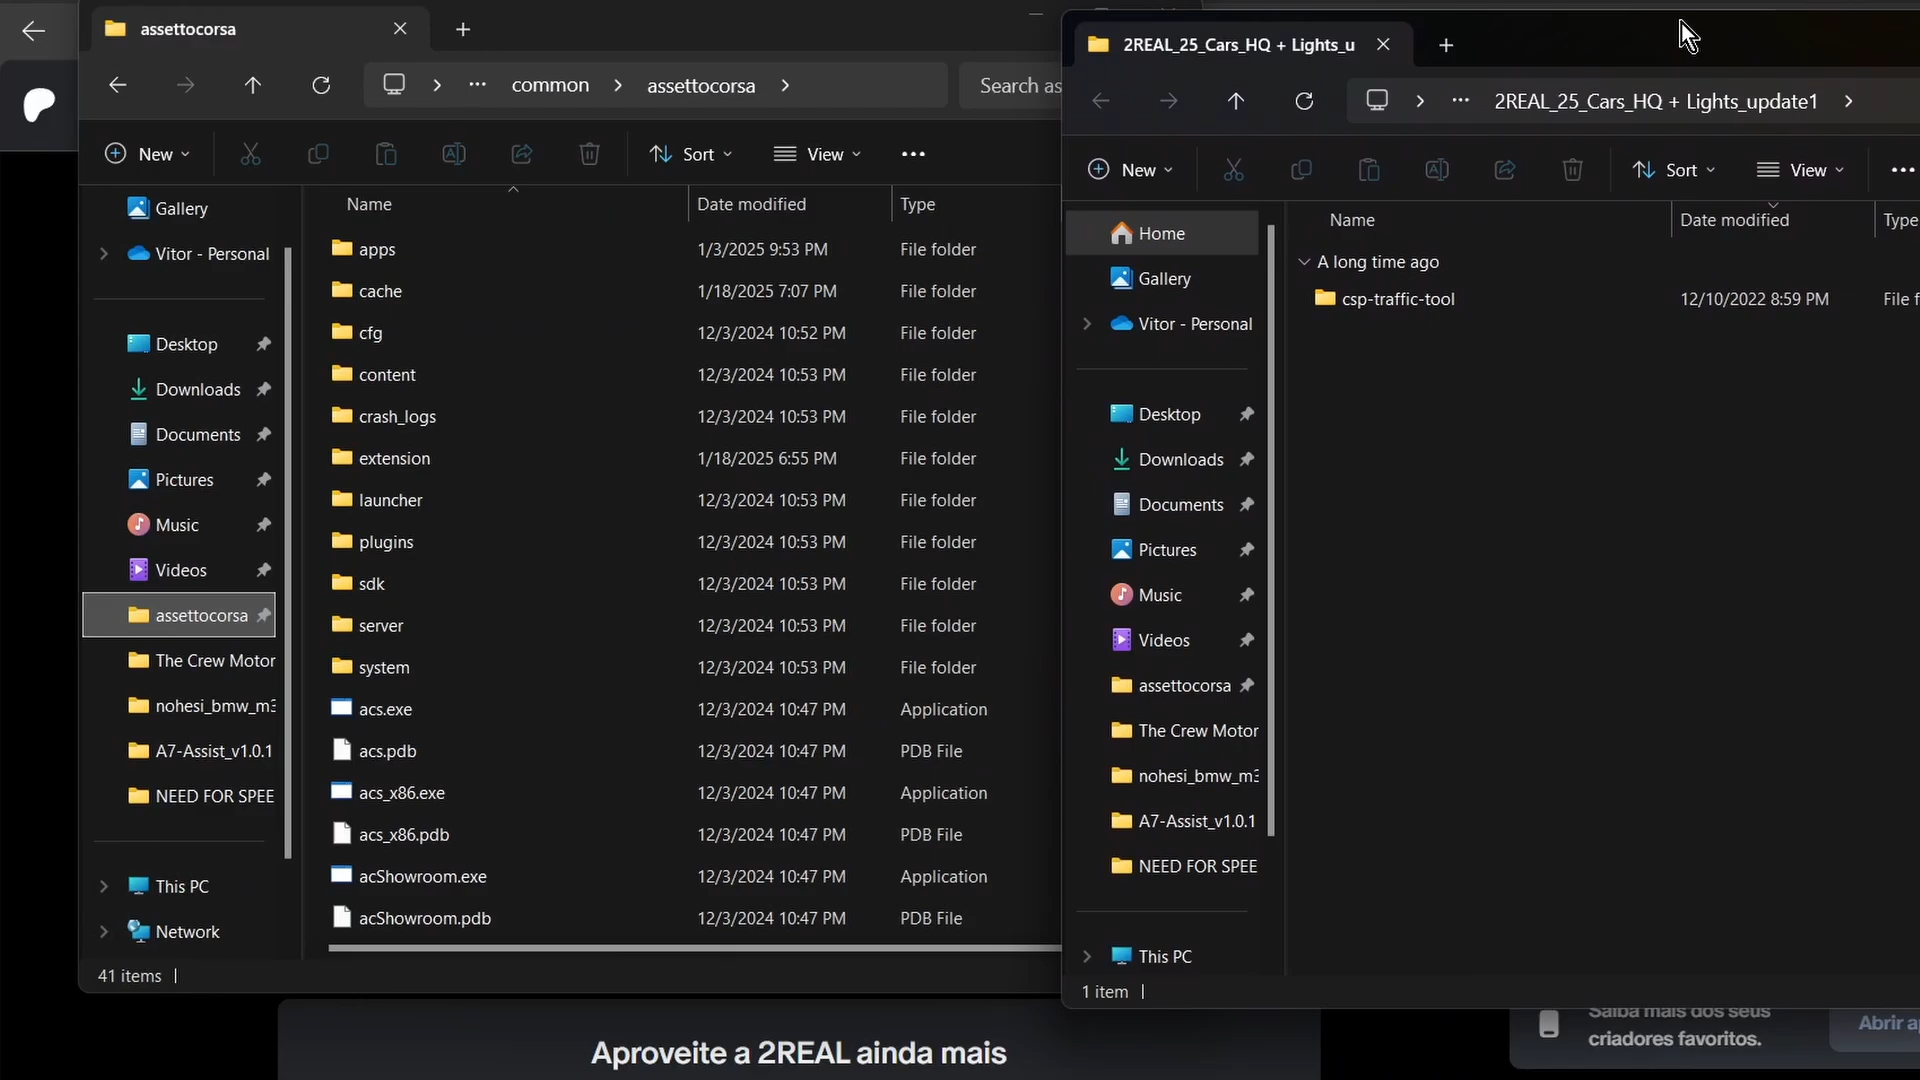 assettocorsa
common
assettocorsa
Search as
New
Sort
View
Gallery
Vitor - Personal
Desktop
Downloads
Documents
Pictures
Music
Videos
assettocorsa
The Crew Motor
nohesi_bmw_m3
A7-Assist_v1.0.1
NEED FOR SPEE
This PC
Network
Name Date modified Type
apps 1/3/2025 9:53 PM File folder
cache 1/18/2025 7:07 PM File folder
cfg 12/3/2024 10:52 PM File folder
content 12/3/2024 10:53 PM File folder
crash_logs 12/3/2024 10:53 PM File folder
extension 1/18/2025 6:55 PM File folder
launcher 12/3/2024 10:53 PM File folder
plugins 12/3/2024 10:53 PM File folder
sdk 12/3/2024 10:53 PM File folder
server 12/3/2024 10:53 PM File folder
system 12/3/2024 10:53 PM File folder
acs.exe 12/3/2024 10:47 PM Application
acs.pdb 12/3/2024 10:47 PM PDB File
acs_x86.exe 12/3/2024 10:47 PM Application
acs_x86.pdb 12/3/2024 10:47 PM PDB File
acShowroom.exe 12/3/2024 10:47 PM Application
acShowroom.pdb 12/3/2024 10:47 PM PDB File
41 items
2REAL_25_Cars_HQ + Lights_u
2REAL_25_Cars_HQ + Lights_update1
New
Sort
View
Home
Gallery
Vitor - Personal
Desktop
Downloads
Documents
Pictures
Music
Videos
assettocorsa
The Crew Motor
nohesi_bmw_m3
A7-Assist_v1.0.1
NEED FOR SPEE
This PC
Name Date modified Type
A long time ago
csp-traffic-tool 12/10/2022 8:59 PM File f
1 item
Aproveite a 2REAL ainda mais
Saiba mais dos seus
criadores favoritos.
Abrir a